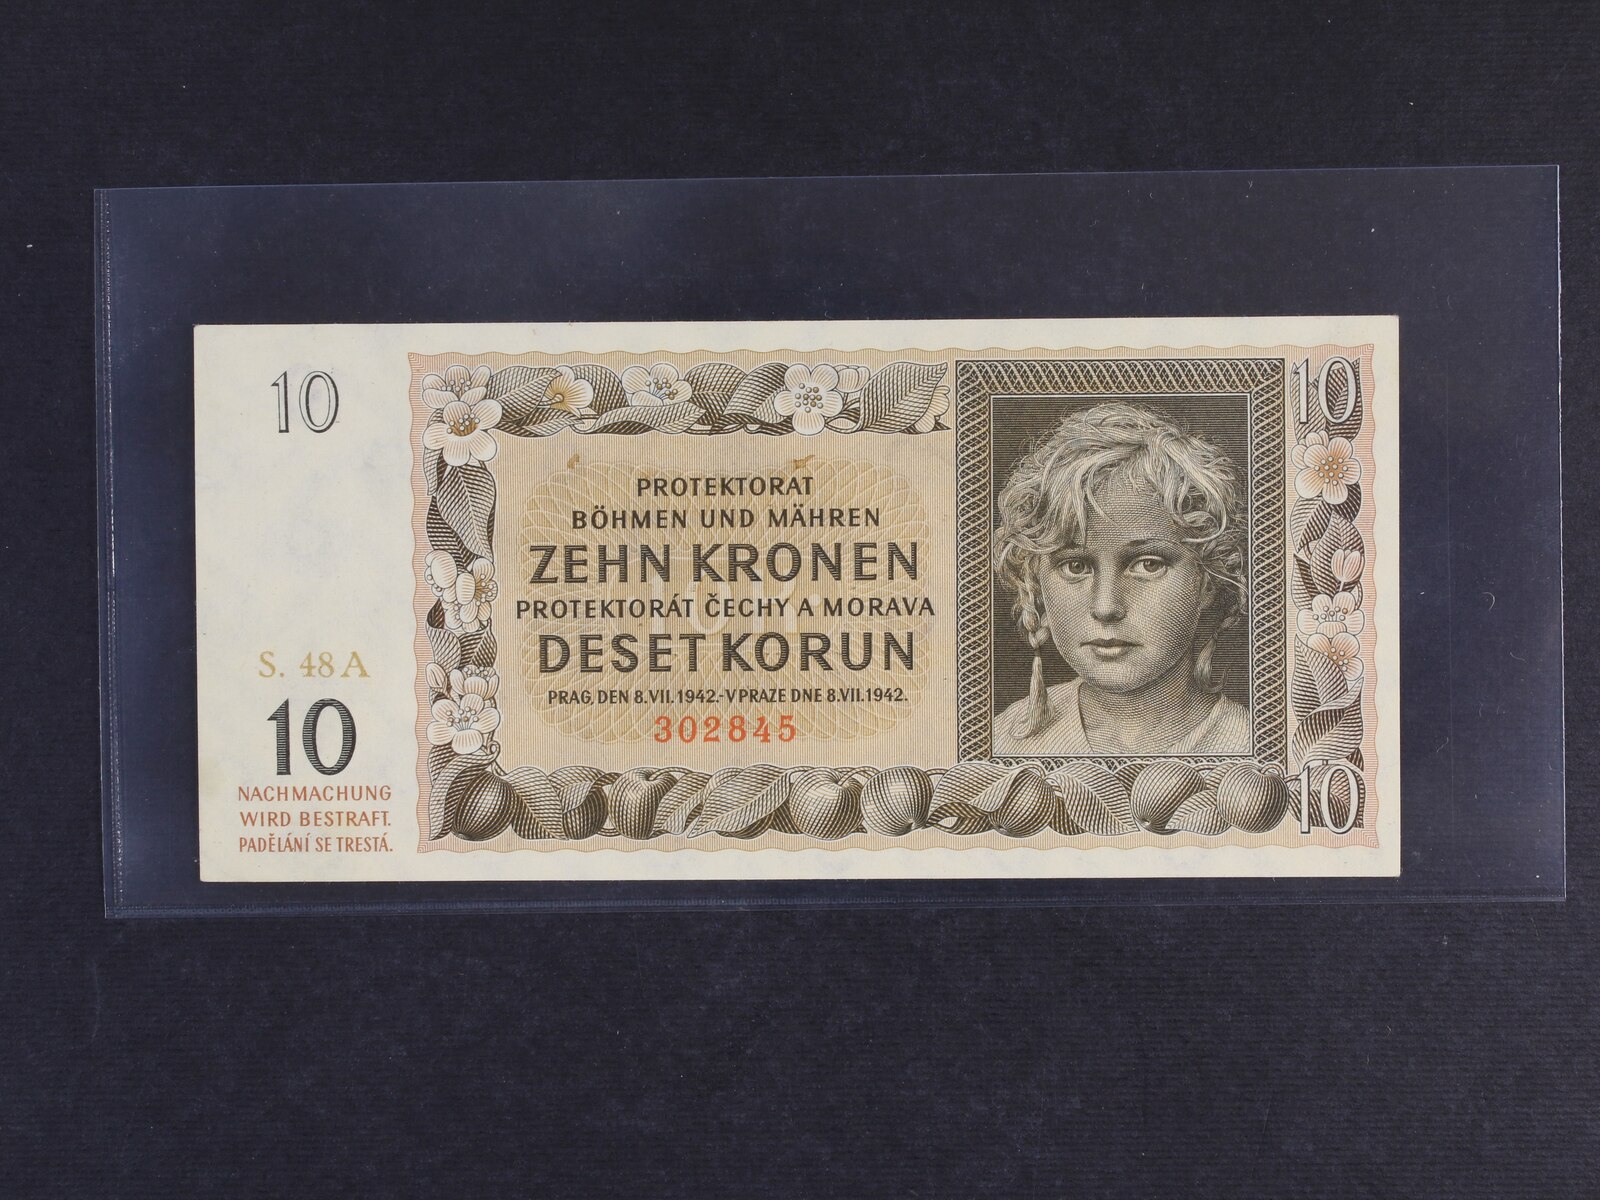 10
10
PROTEKTORAT
BÖHMEN UND MÄHREN
ZEHN KRONEN
PROTEKTORÁT ČECHY A MORAVA
DESET KORUN
PRAG, DEN 8.VII.1942.-V PRAZE DNE 8.VII.1942.
302845
S. 48 A
10
NACHMACHUNG
WIRD BESTRAFT.
PADĚLÁNÍ SE TRESTÁ.
10